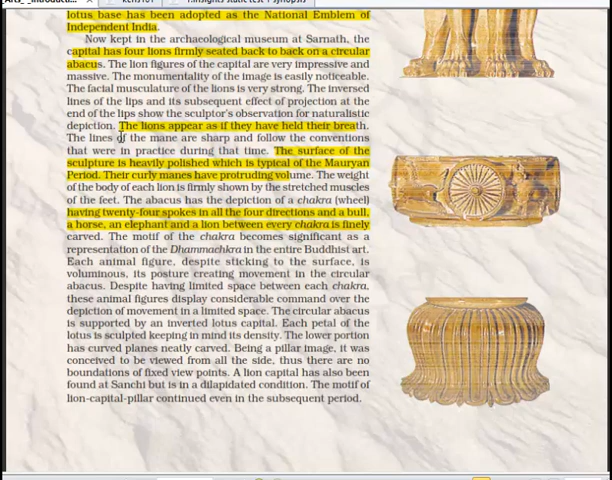 lotus base has been adopted as the National Emblem of
Independent India.
Now kept in the archaeological museum at Sarnath, the
capital has four lions firmly seated back to back on a circular
abacus. The lion figures of the capital are very impressive and
massive. The monumentality of the image is easily noticeable.
The facial musculature of the lions is very strong. The inversed
lines of the lips and its subsequent effect of projection at the
end of the lips show the sculptor's observation for naturalistic
depiction. The lions appear as if they have held their breath.
The lines of the mane are sharp and follow the conventions
that were in practice during that time. The surface of the
sculpture is heavily polished which is typical of the Mauryan
Period. Their curly manes have protruding volume. The weight
of the body of each lion is firmly shown by the stretched muscles
of the feet. The abacus has the depiction of a chakra (wheel)
having twenty-four spokes in all the four directions and a bull,
a horse, an elephant and a lion between every chakra is finely
carved. The motif of the chakra becomes significant as a
representation of the Dhammachkra in the entire Buddhist art.
Each animal figure, despite sticking to the surface, is
voluminous, its posture creating movement in the circular
abacus. Despite having limited space between each chakra,
these animal figures display considerable command over the
depiction of movement in a limited space. The circular abacus
is supported by an inverted lotus capital. Each petal of the
lotus is sculpted keeping in mind its density. The lower portion
has curved planes neatly carved. Being a pillar image, it was
conceived to be viewed from all the side, thus there are no
boundaries of fixed view points. A lion capital has also been
found at Sanchi but is in a dilapidated condition. The motif of
lion-capital-pillar continued even in the subsequent period.